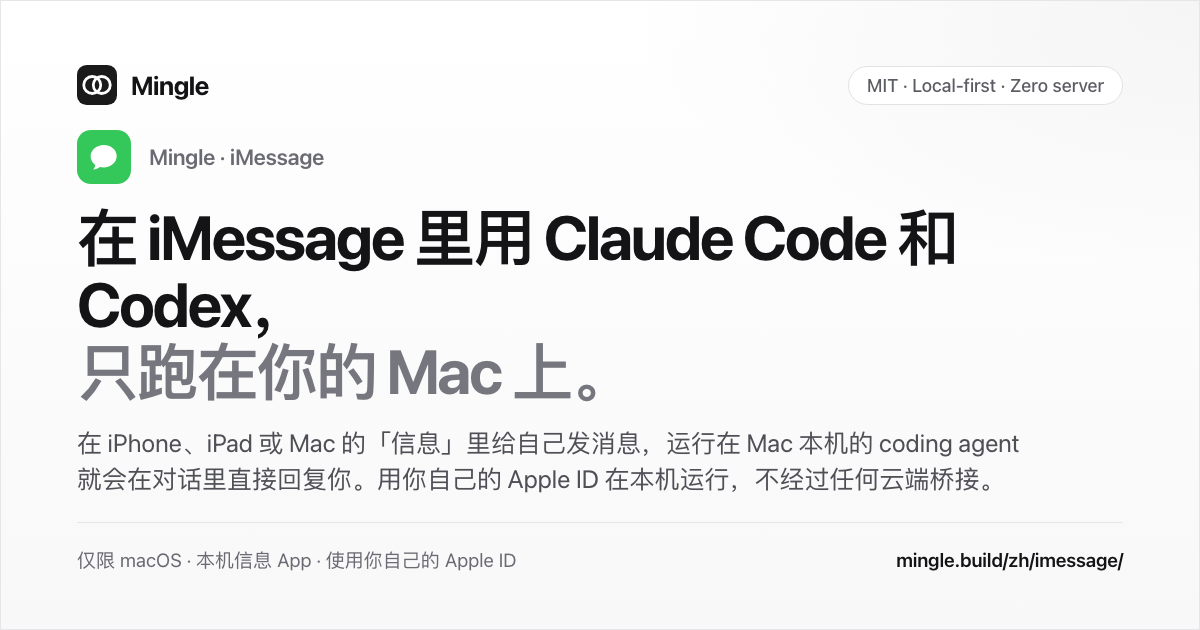 Mingle
MIT · Local-first · Zero server
Mingle · iMessage
在 iMessage 里用 Claude Code 和
Codex，
只跑在你的 Mac 上。
在 iPhone、iPad 或 Mac 的「信息」里给自己发消息，运行在 Mac 本机的 coding agent
就会在对话里直接回复你。用你自己的 Apple ID 在本机运行，不经过任何云端桥接。
仅限 macOS · 本机信息 App · 使用你自己的 Apple ID
mingle.build/zh/imessage/